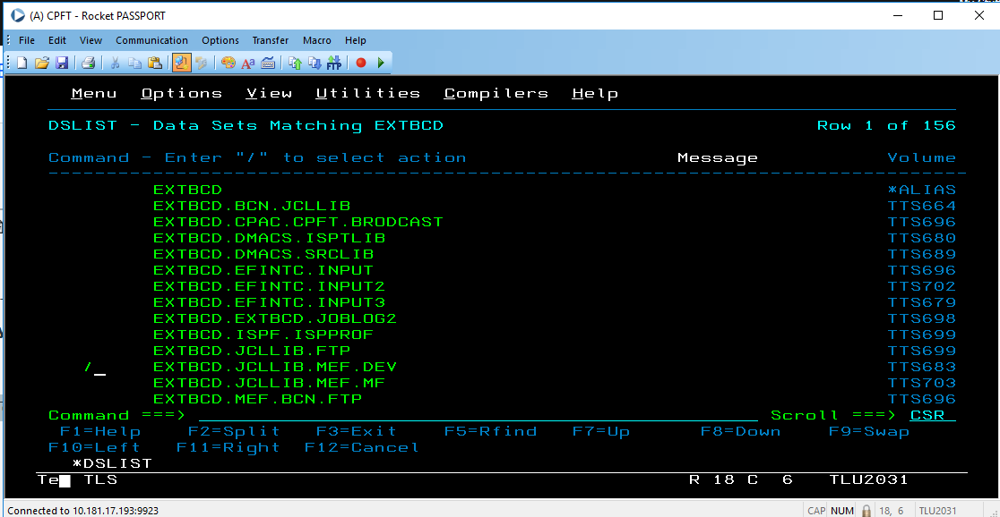 (A) CPFT - Rocket PASSPORT
File Edit View Communication Options Transfer Macro Help
Menu Options View Utilities Compilers Help
DSLIST - Data Sets Matching EXTBCD Row 1 of 156
Command - Enter "/" to select action Message Volume
EXTBCD *ALIAS
EXTBCD.BCN.JCLLIB TTS664
EXTBCD.CPAC.CPFT.BRODCAST TTS696
EXTBCD.DMACS.ISPTLIB TTS680
EXTBCD.DMACS.SRCLIB TTS689
EXTBCD.EFINTC.INPUT TTS696
EXTBCD.EFINTC.INPUT2 TTS702
EXTBCD.EFINTC.INPUT3 TTS679
EXTBCD.EXTBCD.JOBLOG2 TTS698
EXTBCD.ISPF.ISPPROF TTS699
EXTBCD.JCLLIB.FTP TTS699
/_ EXTBCD.JCLLIB.MEF.DEV TTS683
EXTBCD.JCLLIB.MEF.MF TTS703
EXTBCD.MEF.BCN.FTP TTS696
Command ===> Scroll ===> CSR
F1=Help F2=Split F3=Exit F5=Rfind F7=Up F8=Down F9=Swap
F10=Left F11=Right F12=Cancel
*DSLIST
Te TLS R 18 C 6 TLU2031
Connected to 10.181.17.193:9923 CAP NUM 18, 6 TLU2031